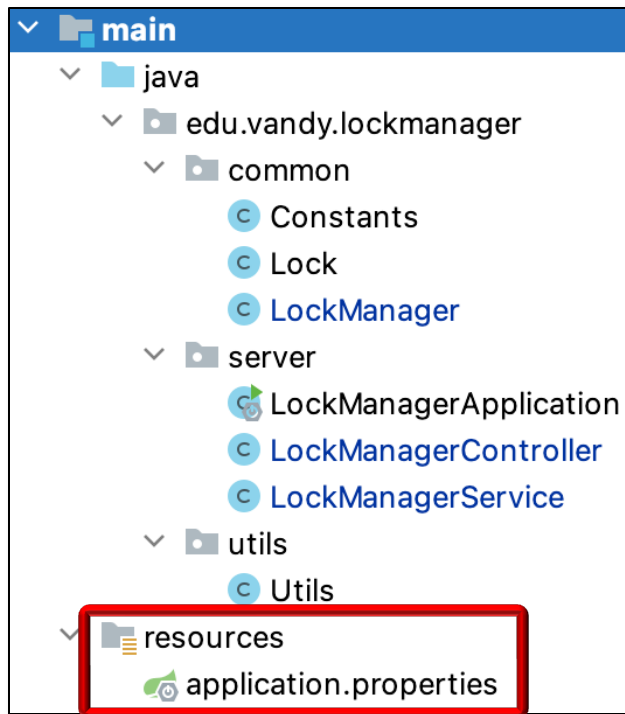 main
java
edu.vandy.lockmanager
common
C Constants
C Lock
C LockManager
server
C LockManagerApplication
C LockManagerController
C LockManagerService
utils
C Utils
resources
application.properties